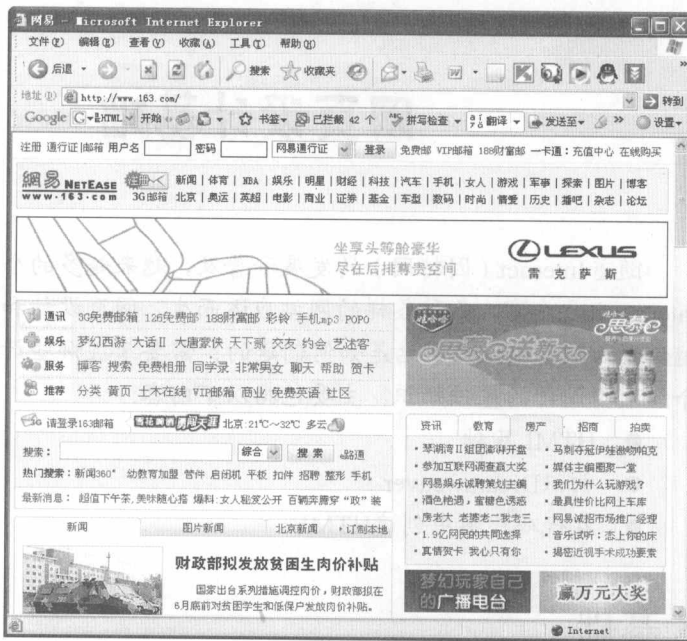 网易 - Microsoft Internet Explorer
文件(F) 编辑(E) 查看(V) 收藏(A) 工具(T) 帮助(H)
后退 搜索 收藏夹
地址(D) http://www.163.com/ 转到
Google 开始 书签 已拦截 42 个 拼写检查 翻译 发送至 设置
注册 通行证|邮箱 用户名 密码 网易通行证 登录 免费邮 VIP邮箱 188财富邮 一卡通：充值中心 在线购买
網易 NETEASE www.163.com 3G邮箱
新闻 | 体育 | NBA | 娱乐 | 明星 | 财经 | 科技 | 汽车 | 手机 | 女人 | 游戏 | 军事 | 探索 | 图片 | 博客
北京 | 奥运 | 英超 | 电影 | 商业 | 证券 | 基金 | 车型 | 数码 | 时尚 | 情爱 | 历史 | 播吧 | 杂志 | 论坛
坐享头等舱豪华
尽在后排尊贵空间
LEXUS
雷克萨斯
通讯 3G免费邮箱 126免费邮 188财富邮 彩铃 手机mp3 POPO
娱乐 梦幻西游 大话Ⅱ 大唐豪侠 天下贰 交友 约会 艺送客
服务 博客 搜索 免费相册 同学录 非常男女 聊天 帮助 贺卡
推荐 分类 黄页 土木在线 VIP邮箱 商业 免费英语 社区
思慕C送新衣
思慕C
请登录163邮箱 北京:21℃～32℃ 多云
搜索: 综合 搜索 路道
热门搜索：新闻360° 幼教育加盟 管件 启闭机 平板 扣件 招聘 整形 手机
最新消息： 超值下午茶,美味随心搭 爆料:女人秘笈公开 百辆奔腾穿“政”装
新闻 图片新闻 北京新闻 ·订制本地
财政部拟发放贫困生肉价补贴
国家出台系列措施调控肉价，财政部拟在
6月底前对贫困学生和低保户发放肉价补贴。
资讯 教育 房产 招商 拍卖
·琴湖湾Ⅱ组团澎湃开盘
·参加互联网调查赢大奖
·网易娱乐诚聘策划主编
·酒色艳遇，蜜糖色诱惑
·房老大 老婆老二我老三
·1.9亿网民的共同选择
·真情贺卡 我心只有你
·马刺夺冠伊娃激吻帕克
·媒体主编圈聚一堂
·我们为什么玩游戏?
·最具性价比网上车库
·网易诚招市场推广经理
·音乐试听：恋上你的床
·揭密近视手术成功要素
梦幻玩家自己
的广播电台
赢万元大奖
Internet